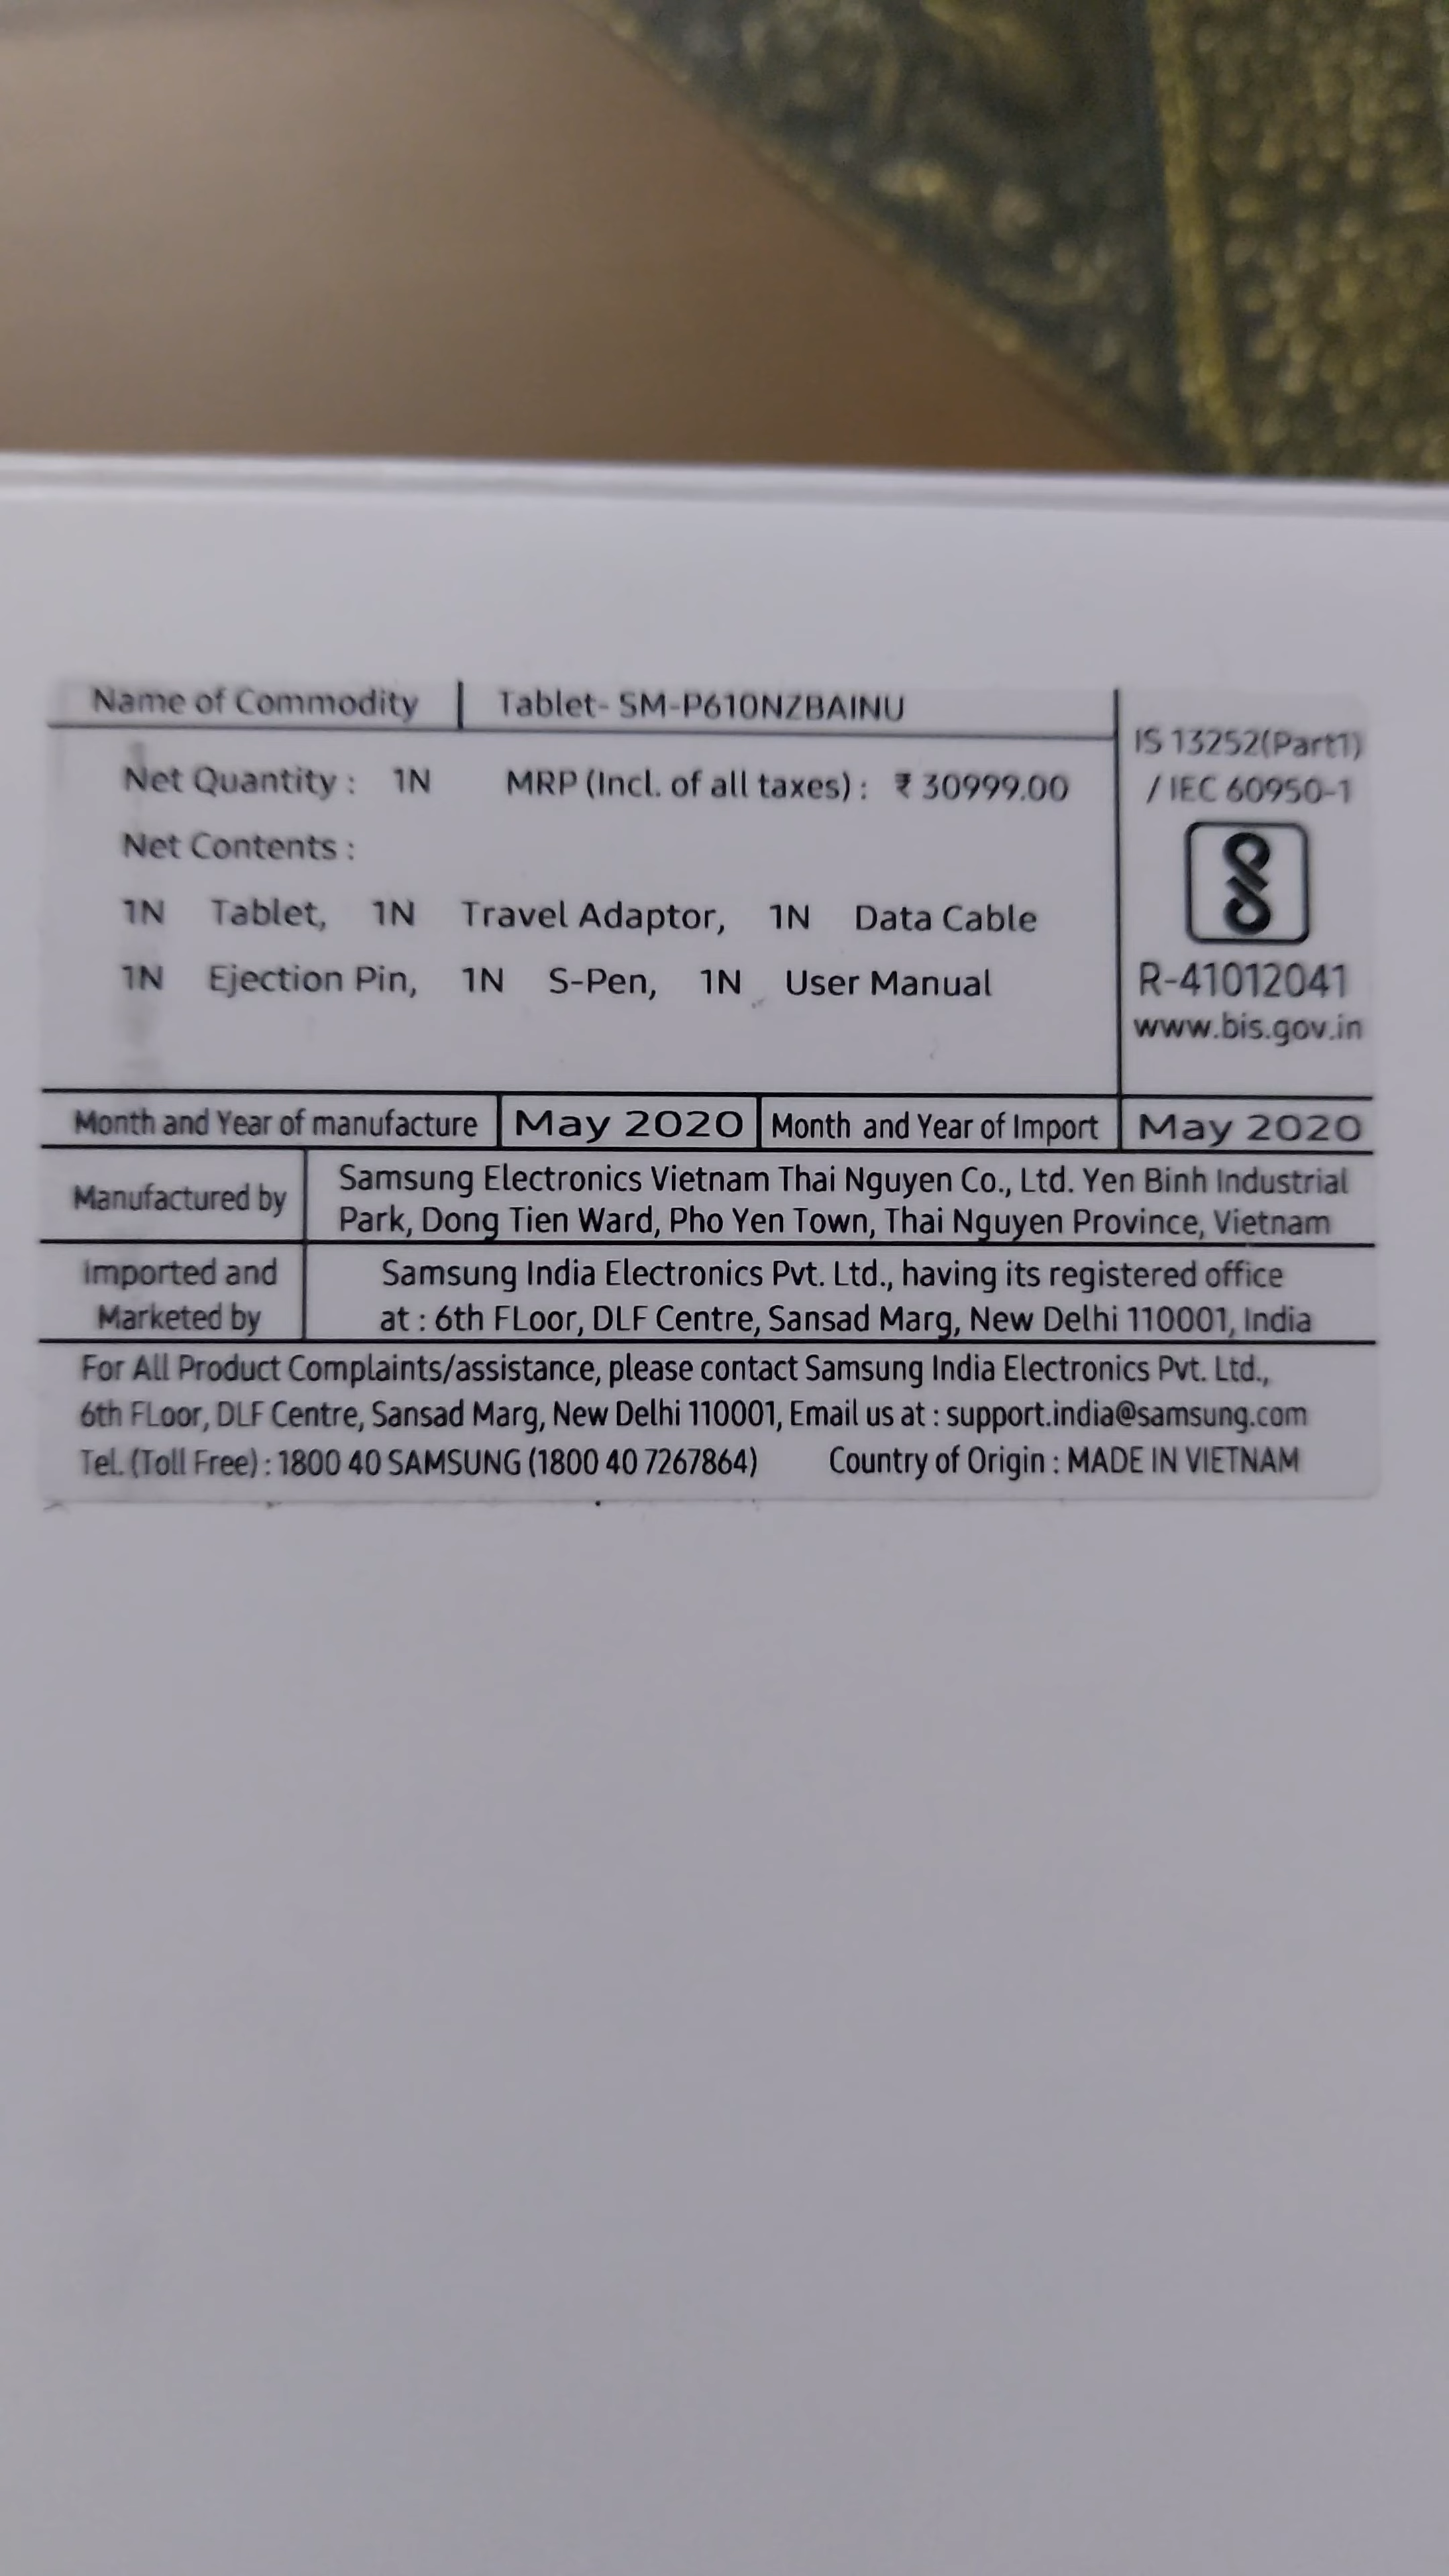 Name of Commodity | Tablet- SM-P610NZBAINU
IS 13252(Part1)
/ IEC 60950-1
R-41012041
www.bis.gov.in
Net Quantity : 1N MRP (Incl. of all taxes) : ₹ 30999.00
Net Contents :
1N Tablet, 1N Travel Adaptor, 1N Data Cable
1N Ejection Pin, 1N S-Pen, 1N User Manual
Month and Year of manufacture May 2020 Month and Year of Import May 2020
Manufactured by
Samsung Electronics Vietnam Thai Nguyen Co., Ltd. Yen Binh Industrial
Park, Dong Tien Ward, Pho Yen Town, Thai Nguyen Province, Vietnam
Imported and
Marketed by
Samsung India Electronics Pvt. Ltd., having its registered office
at : 6th FLoor, DLF Centre, Sansad Marg, New Delhi 110001, India
For All Product Complaints/assistance, please contact Samsung India Electronics Pvt. Ltd.,
6th FLoor, DLF Centre, Sansad Marg, New Delhi 110001, Email us at : support.india@samsung.com
Tel. (Toll Free) : 1800 40 SAMSUNG (1800 40 7267864) Country of Origin : MADE IN VIETNAM